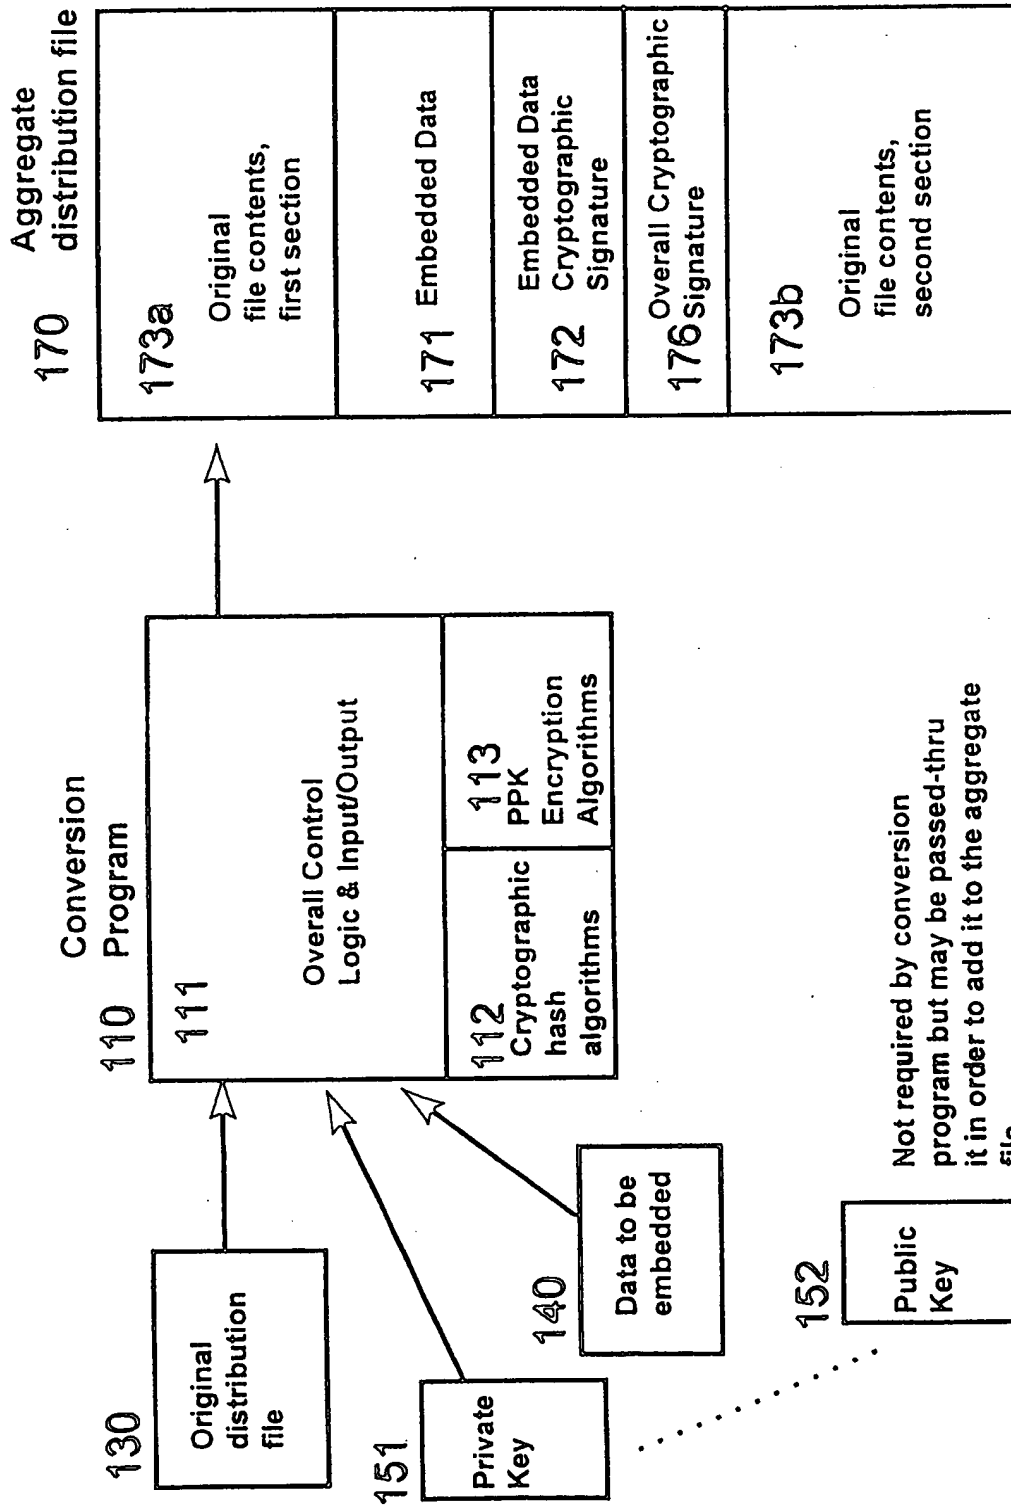 130
Original
distribution
file
151
Private
Key
140
Data to be
embedded
152
Public
Key
Not required by conversion
program but may be passed-thru
it in order to add it to the aggregate
file
110
Conversion
Program
111
Overall Control
Logic & Input/Output
112
Cryptographic
hash
algorithms
113
PPK
Encryption
Algorithms
170
Aggregate
distribution file
173a
Original
file contents,
first section
171 Embedded Data
172
Embedded Data
Cryptographic
Signature
176
Overall Cryptographic
Signature
173b
Original
file contents,
second section